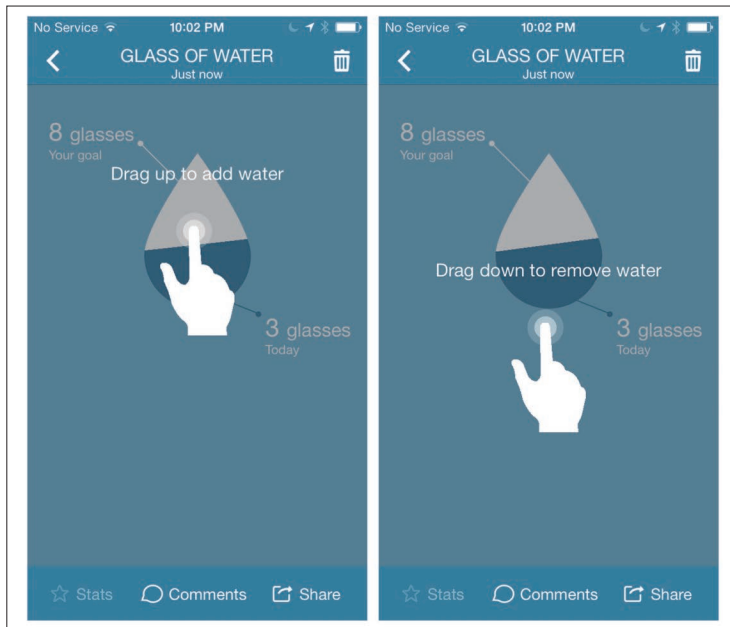 No Service 10:02 PM
GLASS OF WATER
Just now
8 glasses
Your goal
Drag up to add water
3 glasses
Today
Stats Comments Share
No Service 10:02 PM
GLASS OF WATER
Just now
8 glasses
Your goal
Drag down to remove water
3 glasses
Today
Stats Comments Share